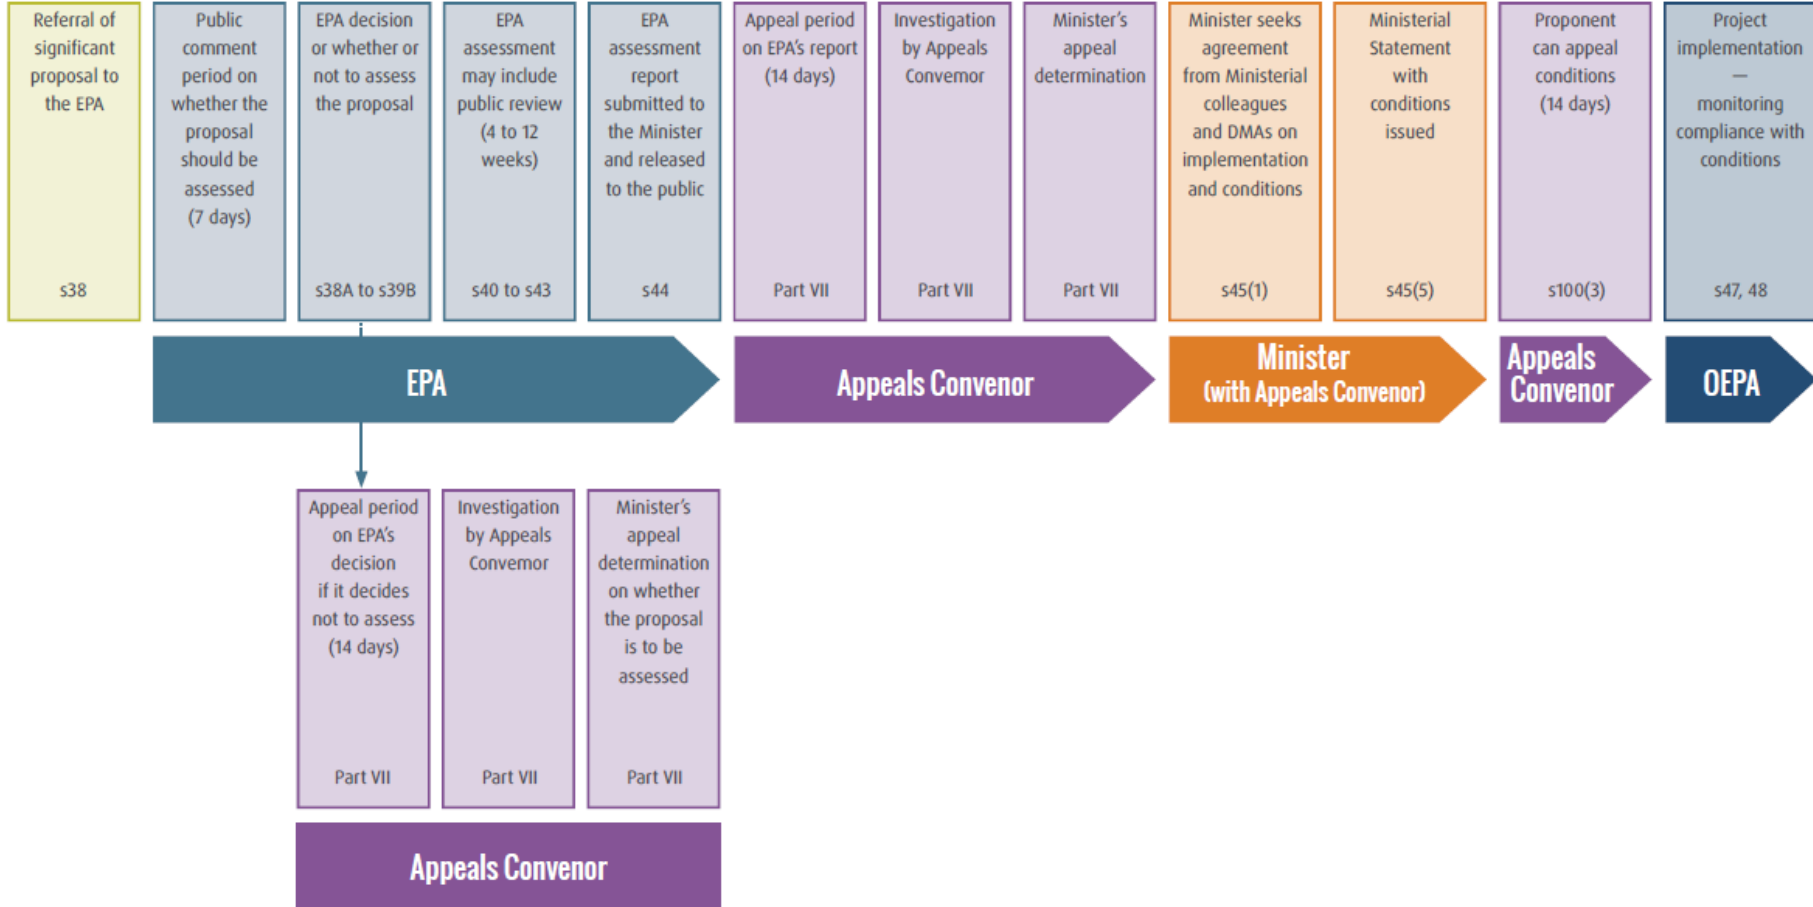 Referral of
significant
proposal to
the EPA
s38
Public
comment
period on
whether the
proposal
should be
assessed
(7 days)
EPA decision
or whether or
not to assess
the proposal
s38A to s39B
EPA
assessment
may include
public review
(4 to 12
weeks)
s40 to s43
EPA
assessment
report
submitted to
the Minister
and released
to the public
s44
Appeal period
on EPA's report
(14 days)
Part VII
Investigation
by Appeals
Convemor
Part VII
Minister's
appeal
determination
Part VII
Minister seeks
agreement
from Ministerial
colleagues
and DMAs on
implementation
and conditions
s45(1)
Ministerial
Statement
with
conditions
issued
s45(5)
Proponent
can appeal
conditions
(14 days)
s100(3)
Project
implementation
—
monitoring
compliance with
conditions
s47, 48
EPA
Appeals Convenor
Minister
(with Appeals Convenor)
Appeals
Convenor
OEPA
Appeal period
on EPA's
decision
if it decides
not to assess
(14 days)
Part VII
Investigation
by Appeals
Convemor
Part VII
Minister's
appeal
determination
on whether
the proposal
is to be
assessed
Part VII
Appeals Convenor